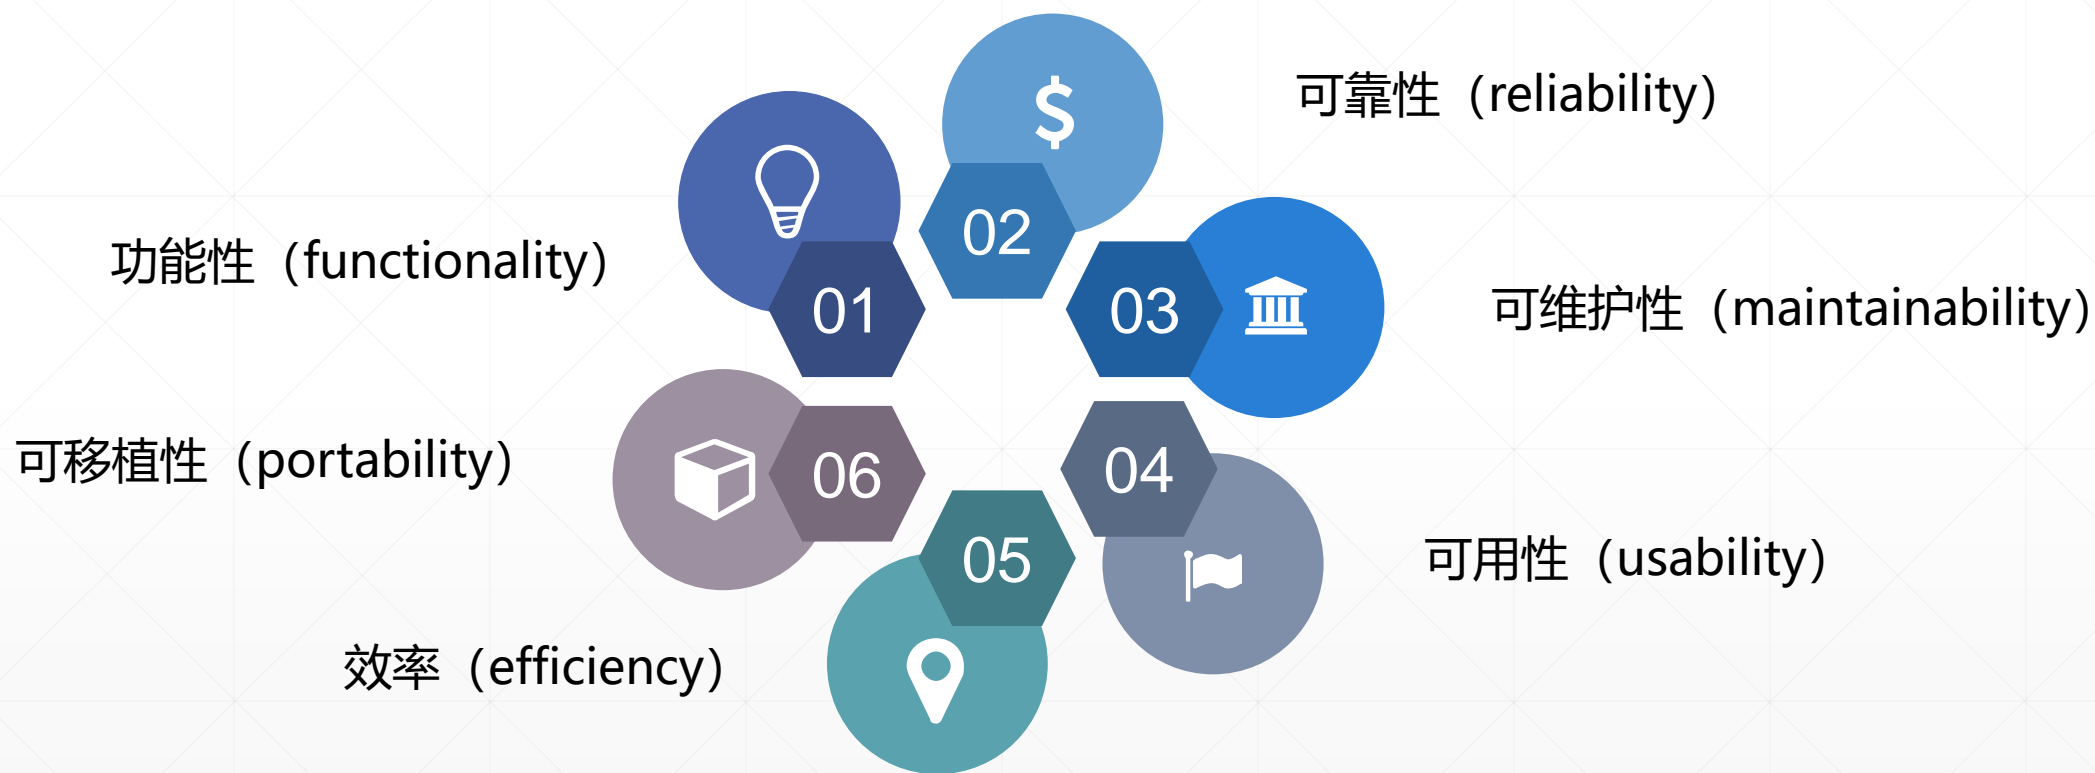 可靠性（reliability）
02
功能性（functionality）
01
03
可维护性（maintainability）
可移植性（portability）
06
04
05
可用性（usability）
效率（efficiency）